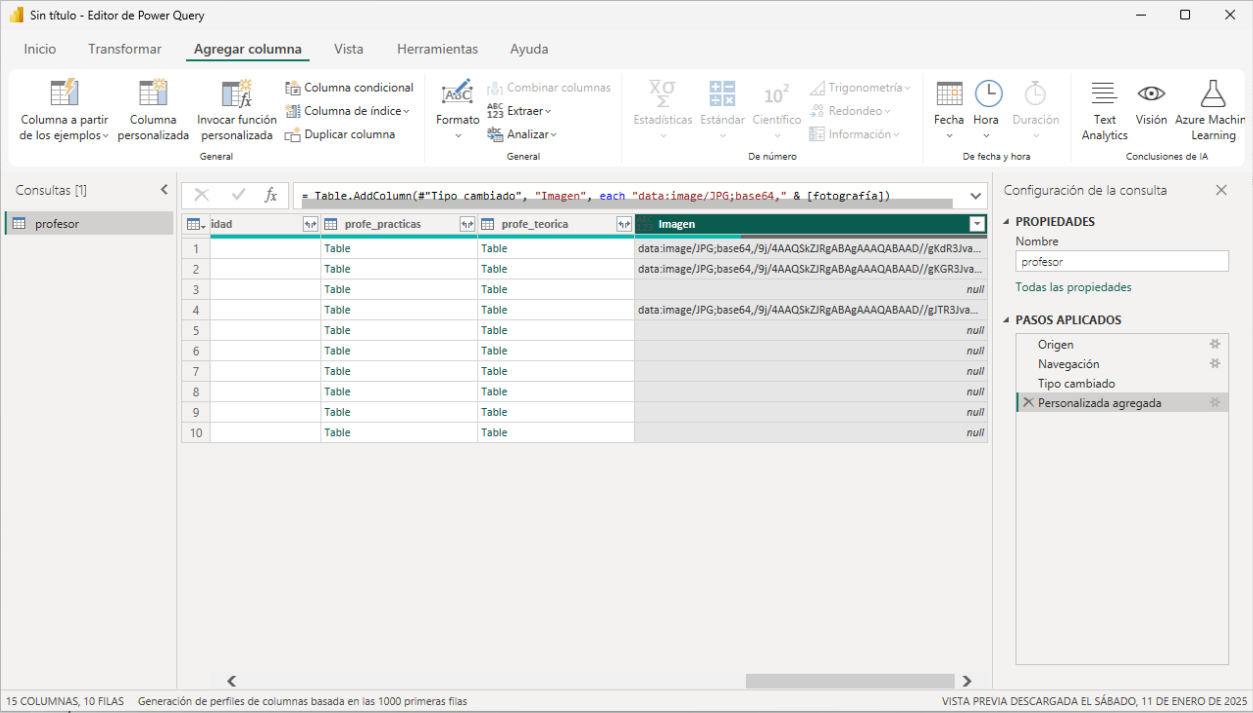 Sin título - Editor de Power Query
Inicio Transformar Agregar columna Vista Herramientas Ayuda
Columna a partir de los ejemplos
Columna personalizada
Invocar función personalizada
Columna condicional
Columna de índice
Duplicar columna
General
ABC
Formato
Combinar columnas
ABC 123 Extraer
abc Analizar
General
Χσ Σ Estadísticas
Estándar
10² Científico
Trigonometría
.00 Redondeo
Información
De número
Fecha
Hora
Duración
De fecha y hora
Text Analytics
Visión
Azure Machin Learning
Conclusiones de IA
Consultas [1]
profesor
fx
= Table.AddColumn(#"Tipo cambiado", "Imagen", each "data:image/JPG;base64," & [fotografía])
idad profe_practicas profe_teorica Imagen
1 Table Table data:image/JPG;base64,/9j/4AAQSkZJRgABAgAAAQABAAD//gKdR3Jva...
2 Table Table data:image/JPG;base64,/9j/4AAQSkZJRgABAgAAAQABAAD//gKGR3Jva...
3 Table Table null
4 Table Table data:image/JPG;base64,/9j/4AAQSkZJRgABAgAAAQABAAD//gJTR3Jva...
5 Table Table null
6 Table Table null
7 Table Table null
8 Table Table null
9 Table Table null
10 Table Table null
Configuración de la consulta
PROPIEDADES
Nombre
profesor
Todas las propiedades
PASOS APLICADOS
Origen
Navegación
Tipo cambiado
Personalizada agregada
15 COLUMNAS, 10 FILAS Generación de perfiles de columnas basada en las 1000 primeras filas
VISTA PREVIA DESCARGADA EL SÁBADO, 11 DE ENERO DE 2025